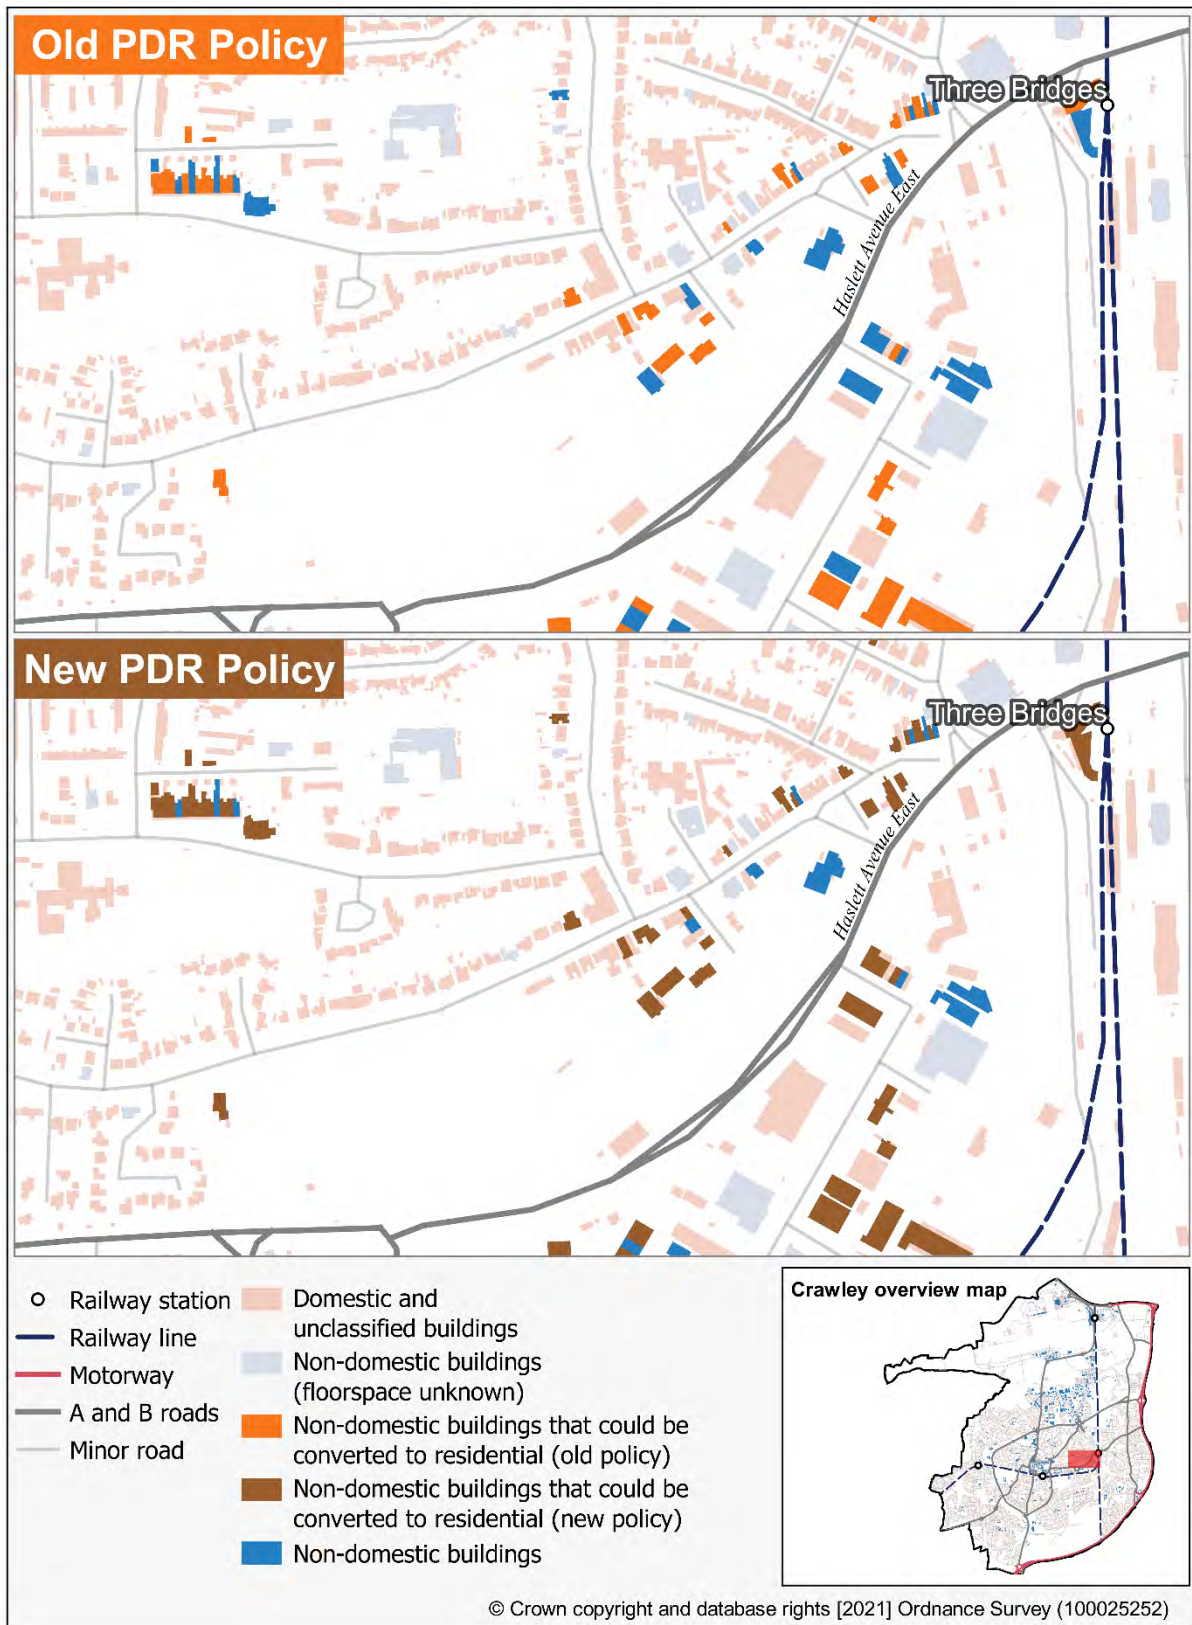 Old PDR Policy
Three Bridges
Haslett Avenue East
New PDR Policy
Three Bridges
Haslett Avenue East
Railway station
Railway line
Motorway
A and B roads
Minor road
Domestic and
unclassified buildings
Non-domestic buildings
(floorspace unknown)
Non-domestic buildings that could be
converted to residential (old policy)
Non-domestic buildings that could be
converted to residential (new policy)
Non-domestic buildings
Crawley overview map
© Crown copyright and database rights [2021] Ordnance Survey (100025252)